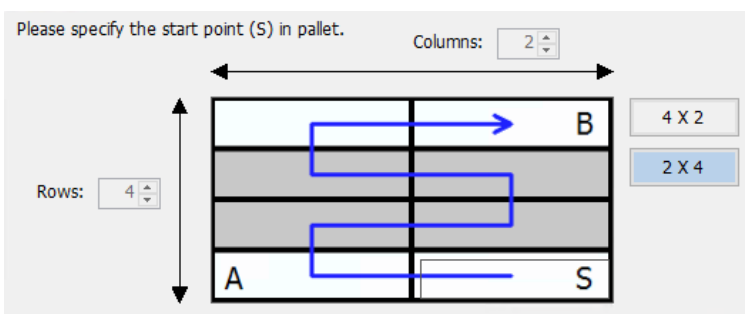 Please specify the start point (S) in pallet.
Columns: 2
B
4 X 2
2 X 4
Rows: 4
A
S